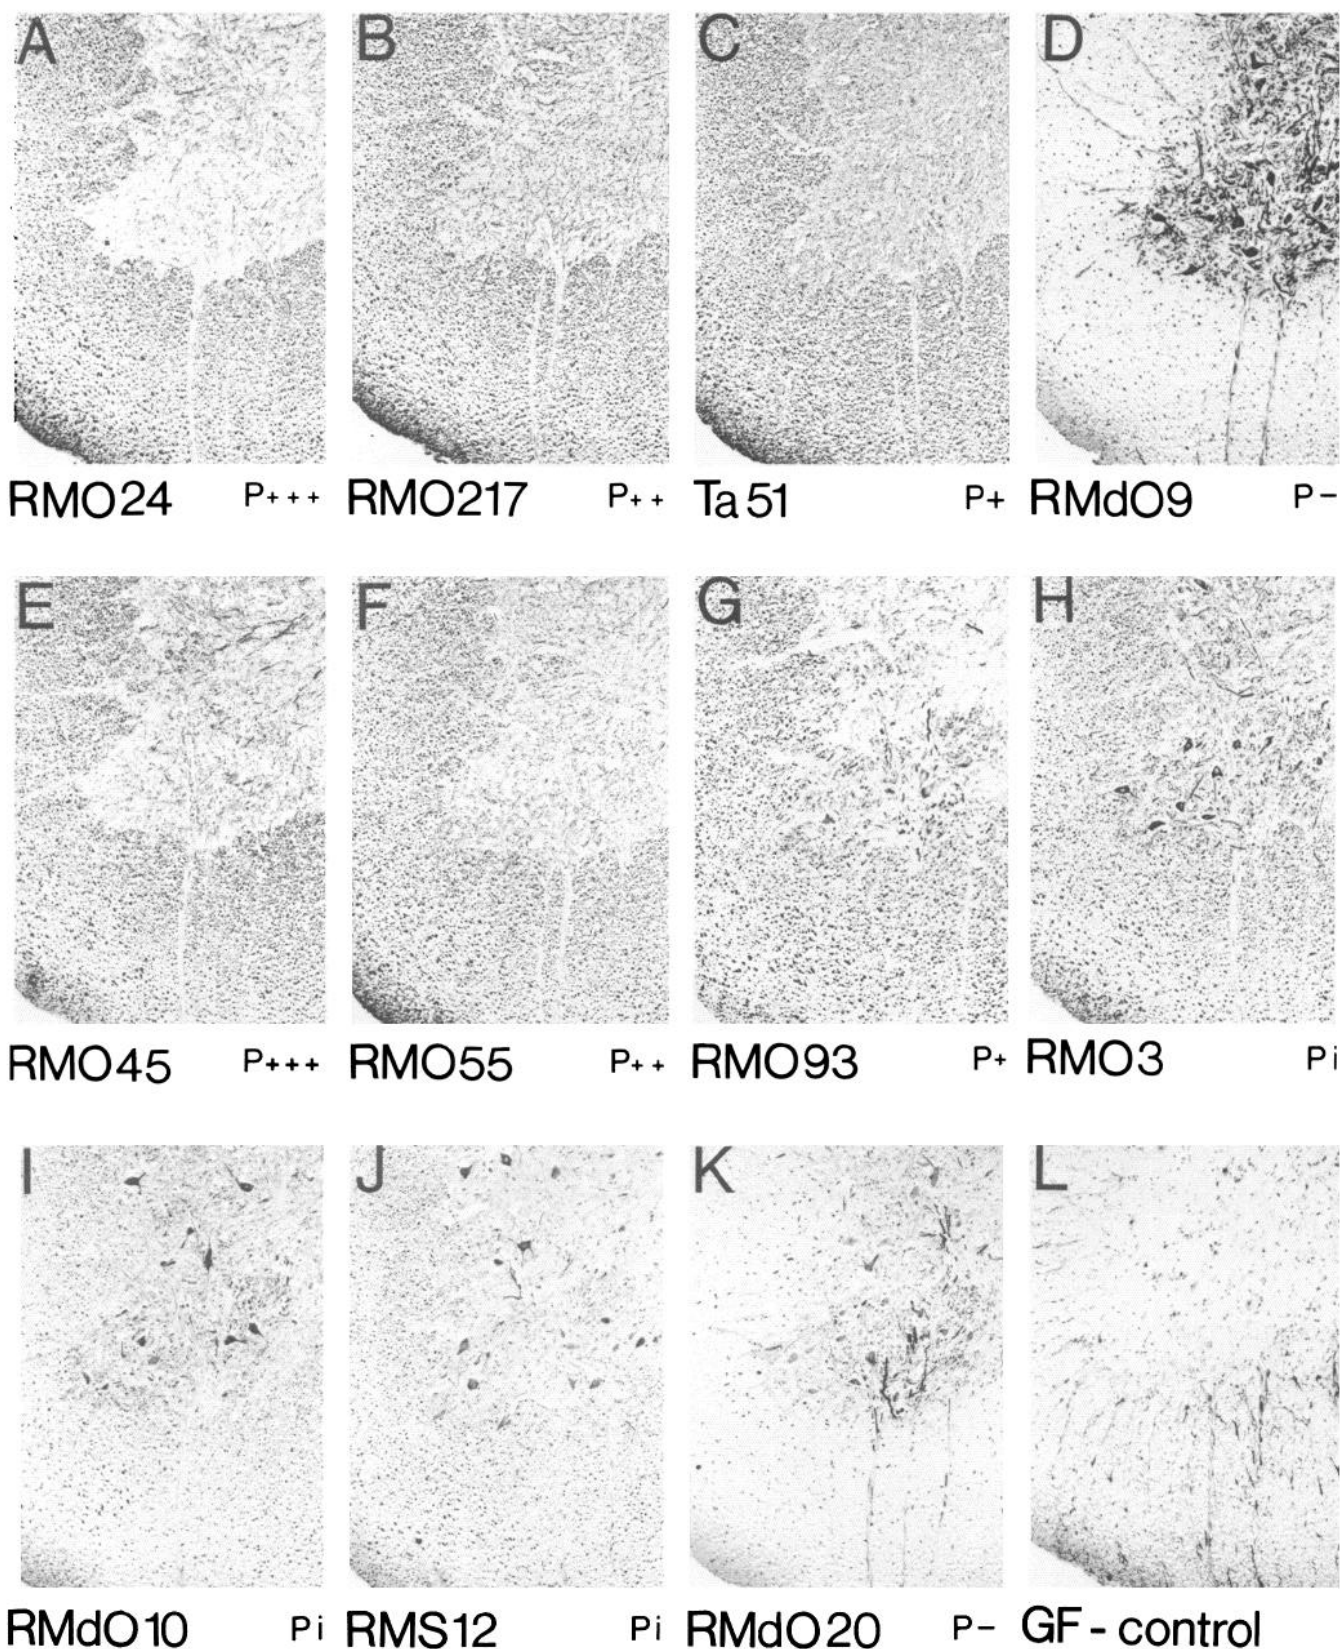 A B C D
RMO24 P+++ RMO217 P++ Ta51 P+ RMdO9 P-
E F G H
RMO45 P+++ RMO55 P++ RMO93 P+ RMO3 Pi
I J K L
RMdO10 Pi RMS12 Pi RMdO20 P- GF-control